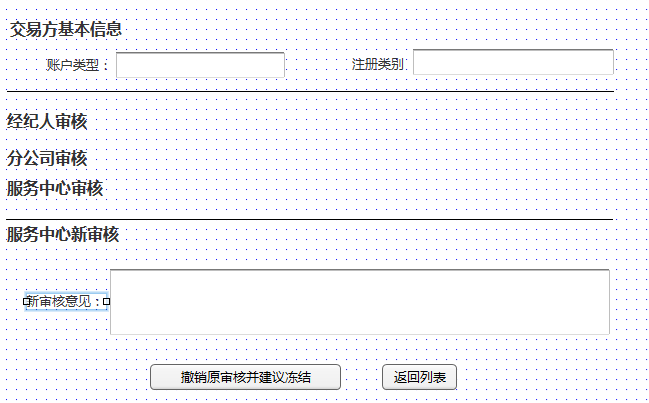 交易方基本信息
账户类型： 注册类别
经纪人审核
分公司审核
服务中心审核
服务中心新审核
新审核意见：
撤销原审核并建议冻结 返回列表